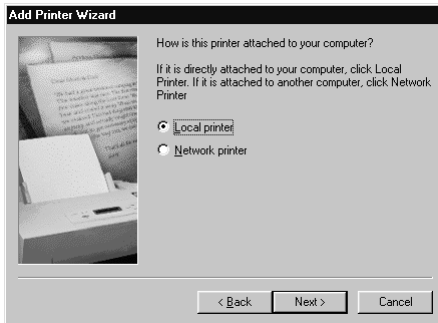 Add Printer Wizard
How is this printer attached to your computer?
If it is directly attached to your computer, click Local
Printer. If it is attached to another computer, click Network
Printer
Local printer
Network printer
< Back
Next >
Cancel